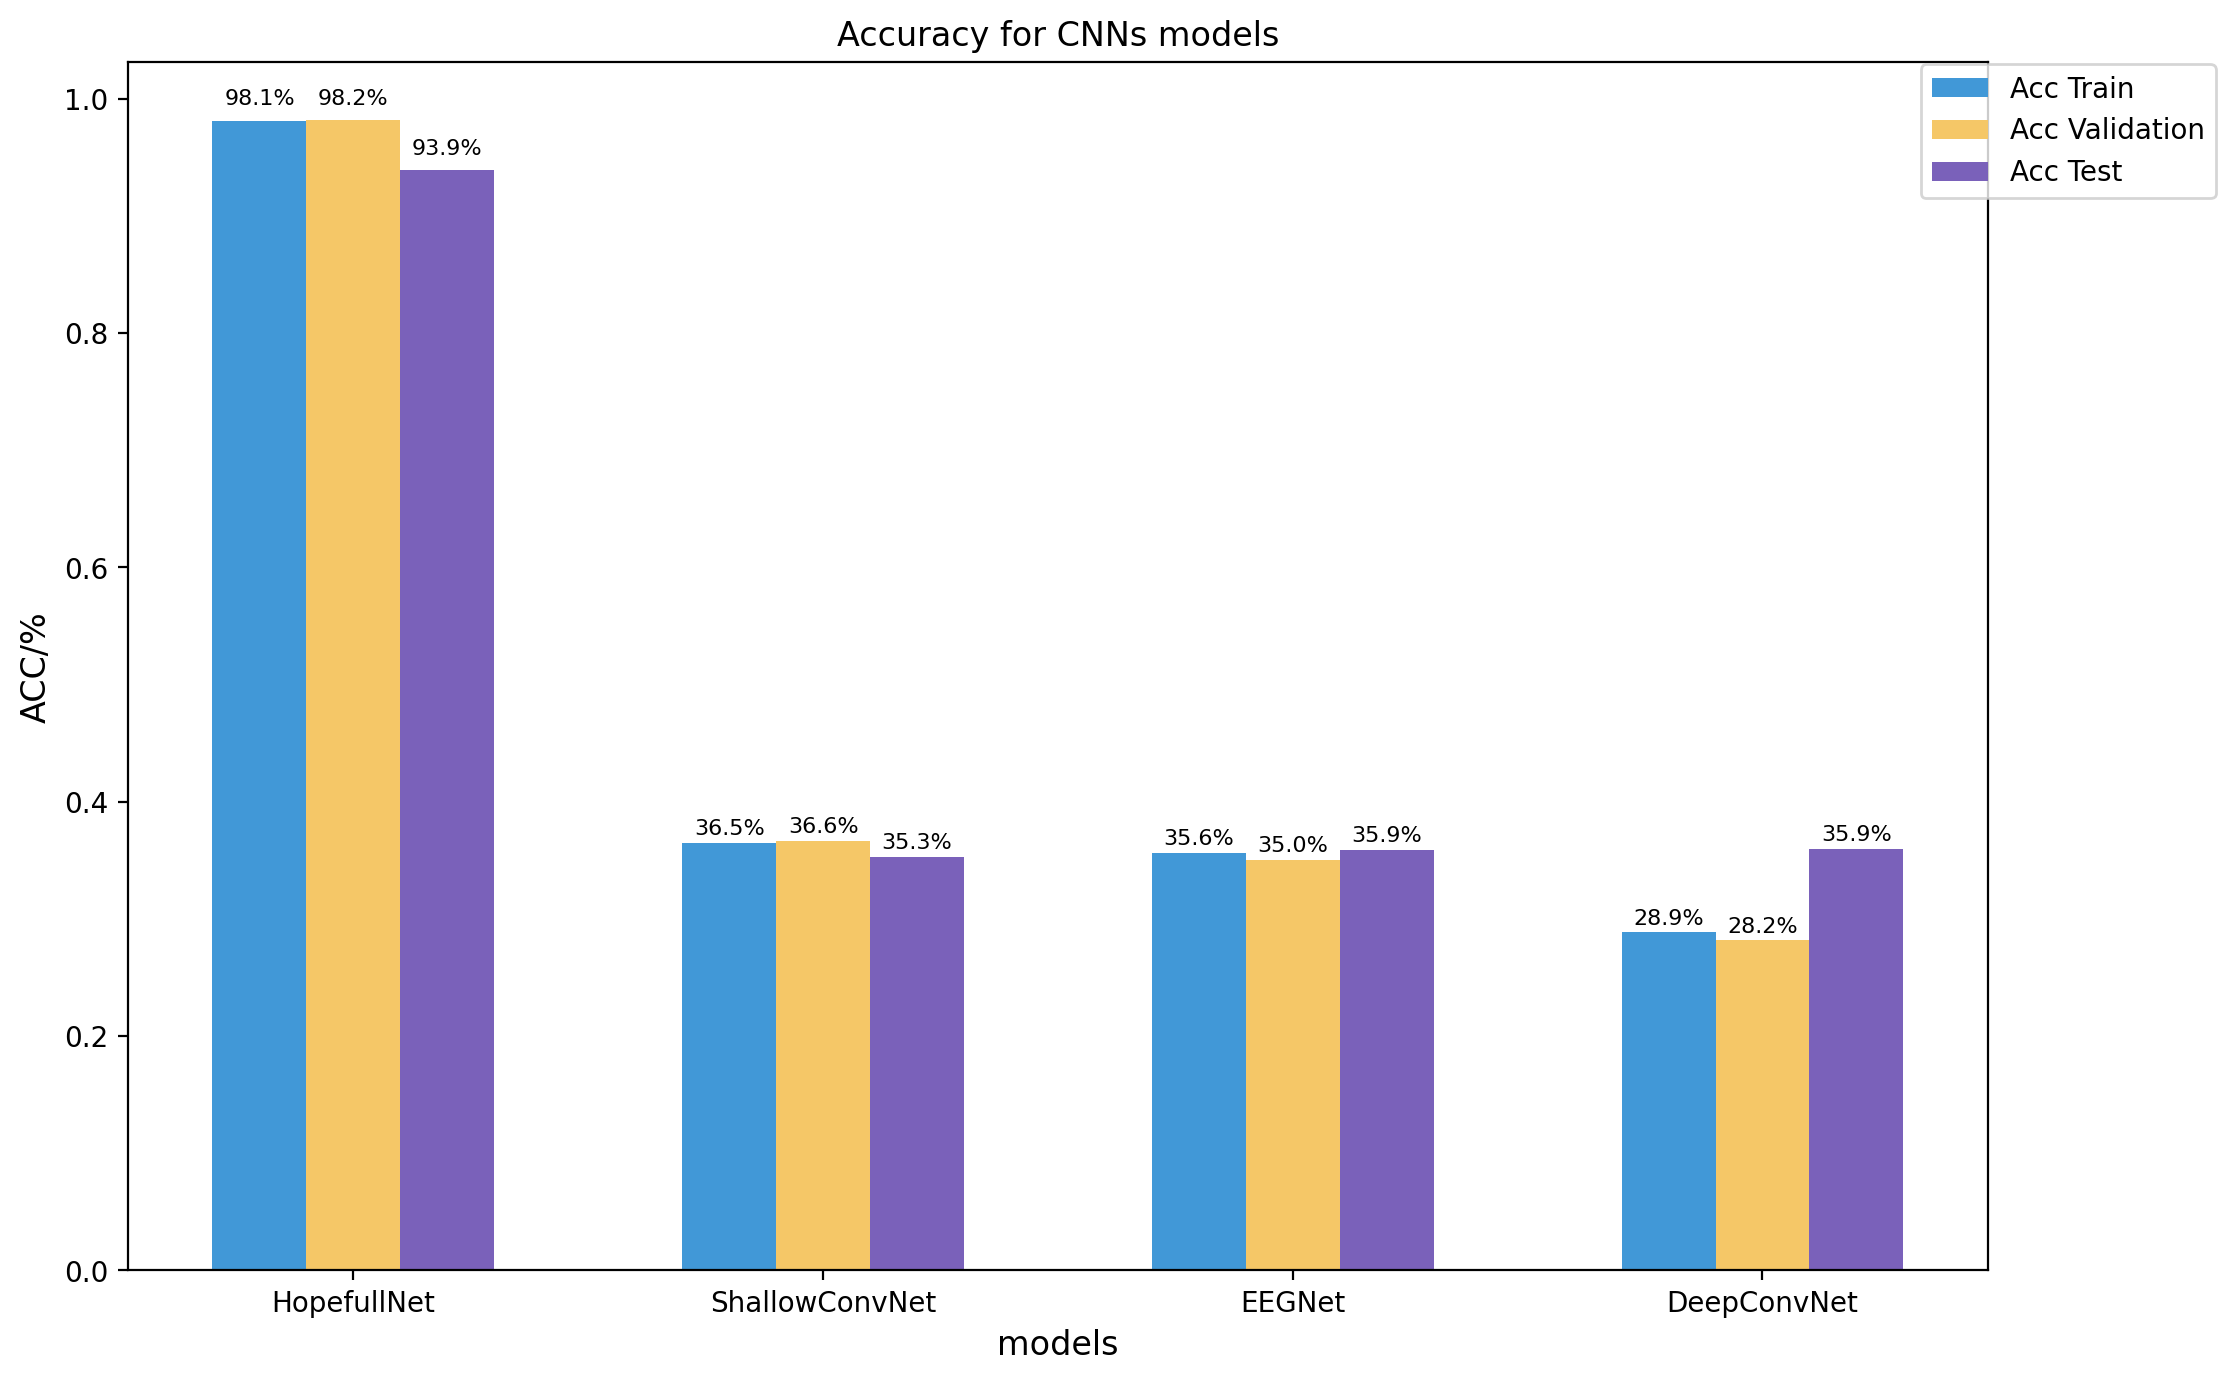 Accuracy for CNNs models
Acc Train
Acc Validation
Acc Test
ACC/%
1.0
0.8
0.6
0.4
0.2
0.0
98.1% 98.2% 93.9%
36.5% 36.6% 35.3%
35.6% 35.0% 35.9%
28.9% 28.2% 35.9%
HopefullNet ShallowConvNet EEGNet DeepConvNet
models